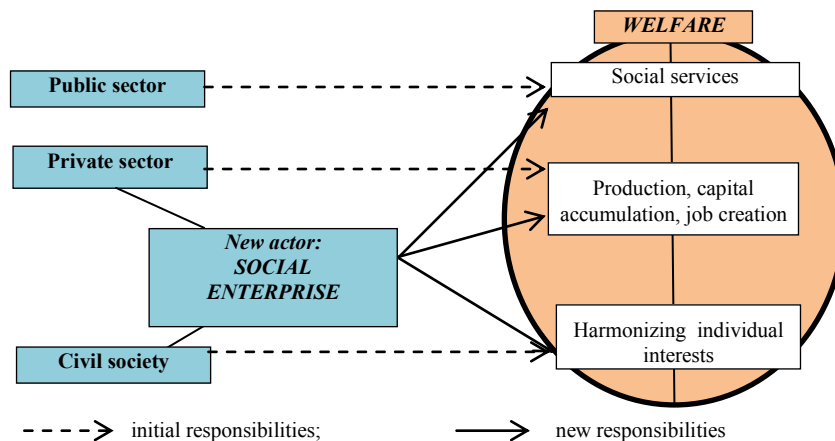 WELFARE
Public sector
Social services
Private sector
Production, capital
accumulation, job creation
New actor:
SOCIAL
ENTERPRISE
Civil society
Harmonizing individual
interests
initial responsibilities;
new responsibilities